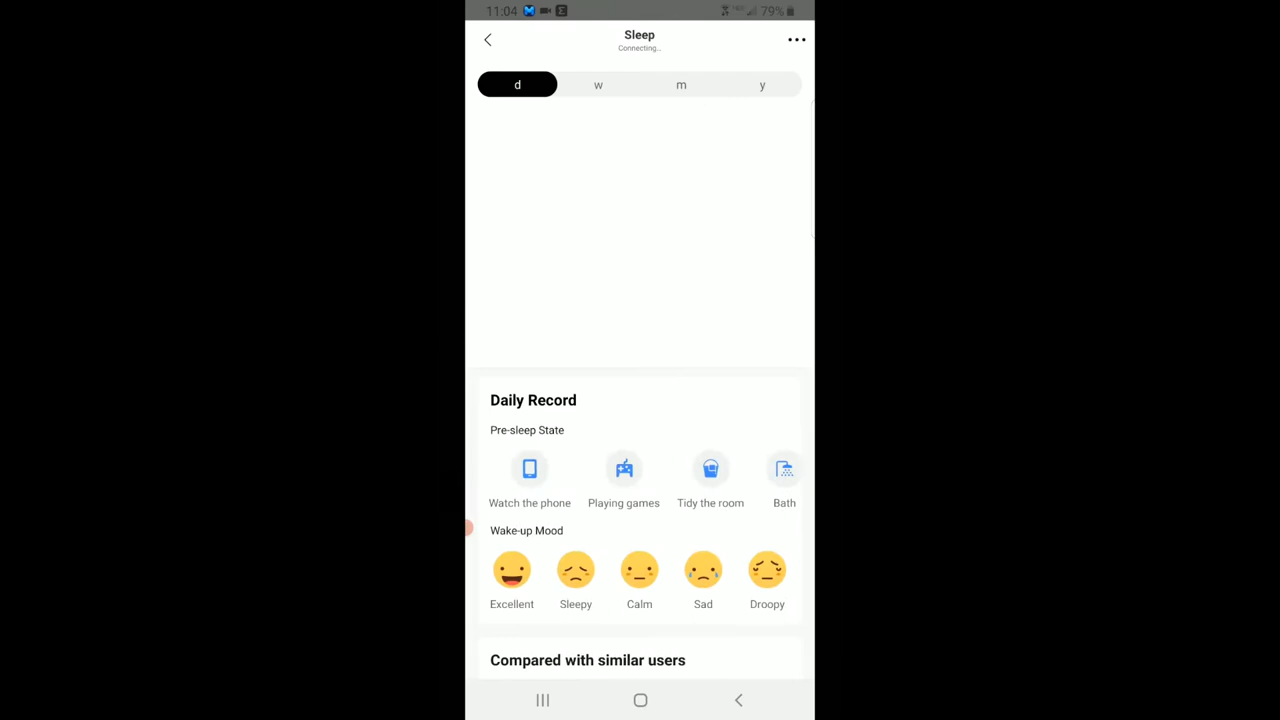 11:04 79%
Sleep
Connecting...
d w m y
Daily Record
Pre-sleep State
Watch the phone Playing games Tidy the room Bath
Wake-up Mood
Excellent Sleepy Calm Sad Droopy
Compared with similar users